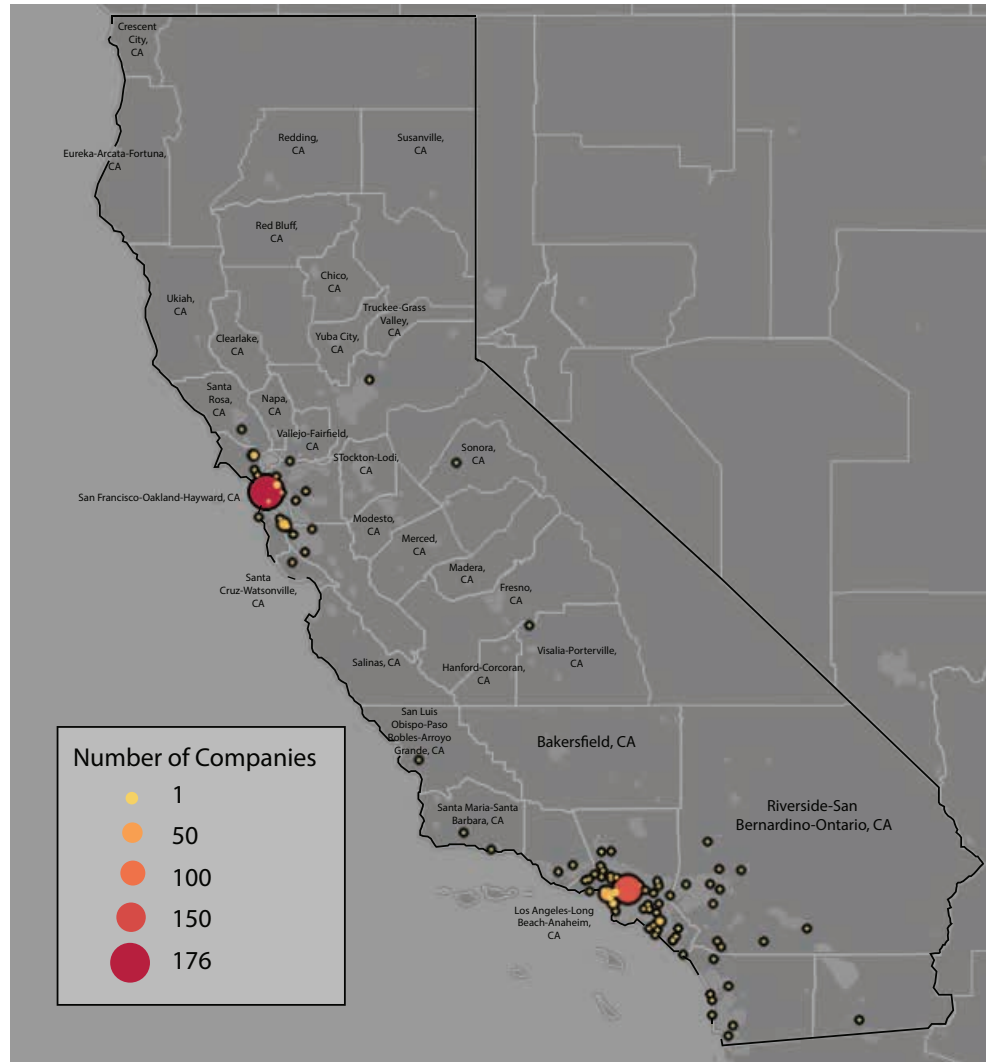 Crescent
City,
CA
Eureka-Arcata-Fortuna,
CA
Redding,
CA
Susanville,
CA
Red Bluff,
CA
Chico,
CA
Ukiah,
CA
Truckee-Grass
Valley,
CA
Clearlake,
CA
Yuba City,
CA
Santa
Rosa,
CA
Napa,
CA
Vallejo-Fairfield,
CA
STockton-Lodi,
CA
Sonora,
CA
San Francisco-Oakland-Hayward, CA
Modesto,
CA
Merced,
CA
Madera,
CA
Santa
Cruz-Watsonville,
CA
Fresno,
CA
Salinas, CA
Hanford-Corcoran,
CA
Visalia-Porterville,
CA
San Luis
Obispo-Paso
Robles-Arroyo
Grande, CA
Bakersfield, CA
Santa Maria-Santa
Barbara, CA
Riverside-San
Bernardino-Ontario, CA
Los Angeles-Long
Beach-Anaheim,
CA
Number of Companies
1
50
100
150
176